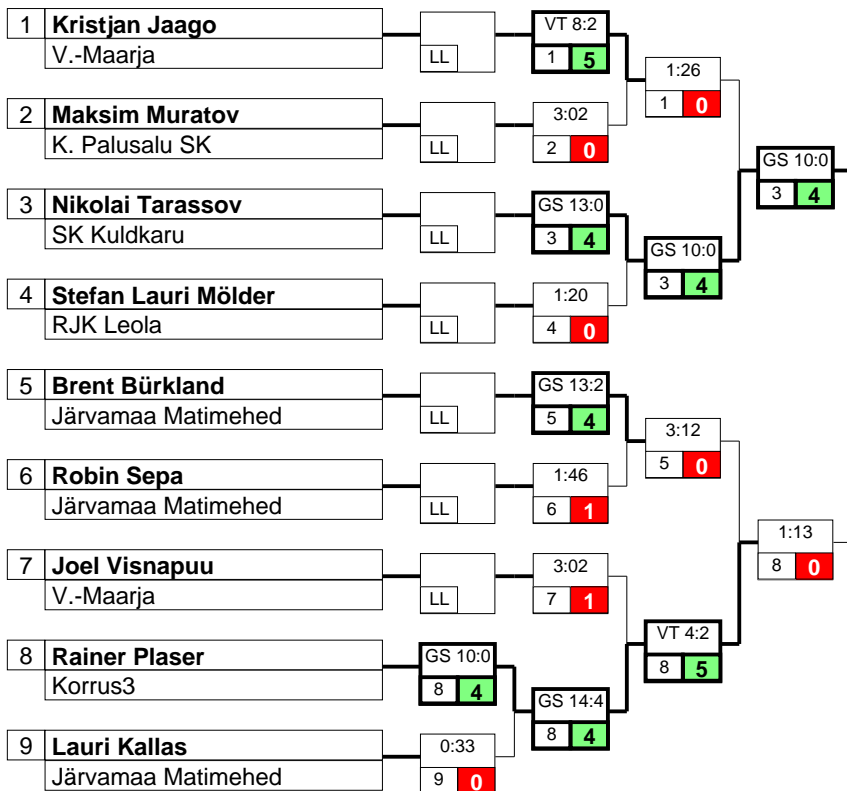 1 Kristjan Jaago VT 8:2
V.-Maarja LL 1 5 1:26
1 0
2 Maksim Muratov 3:02
K. Palusalu SK LL 2 0 GS 10:0
3 4
3 Nikolai Tarassov GS 13:0
SK Kuldkaru LL 3 4 GS 10:0
3 4
4 Stefan Lauri Mölder 1:20
RJK Leola LL 4 0
5 Brent Bürkland GS 13:2
Järvamaa Matimehed LL 5 4 3:12
5 0
6 Robin Sepa 1:46
Järvamaa Matimehed LL 6 1
1:13
7 Joel Visnapuu 3:02 8 0
V.-Maarja LL 7 1
VT 4:2
8 Rainer Plaser GS 10:0 8 5
Korrus3 8 4 GS 14:4
8 4
9 Lauri Kallas 0:33
Järvamaa Matimehed 9 0